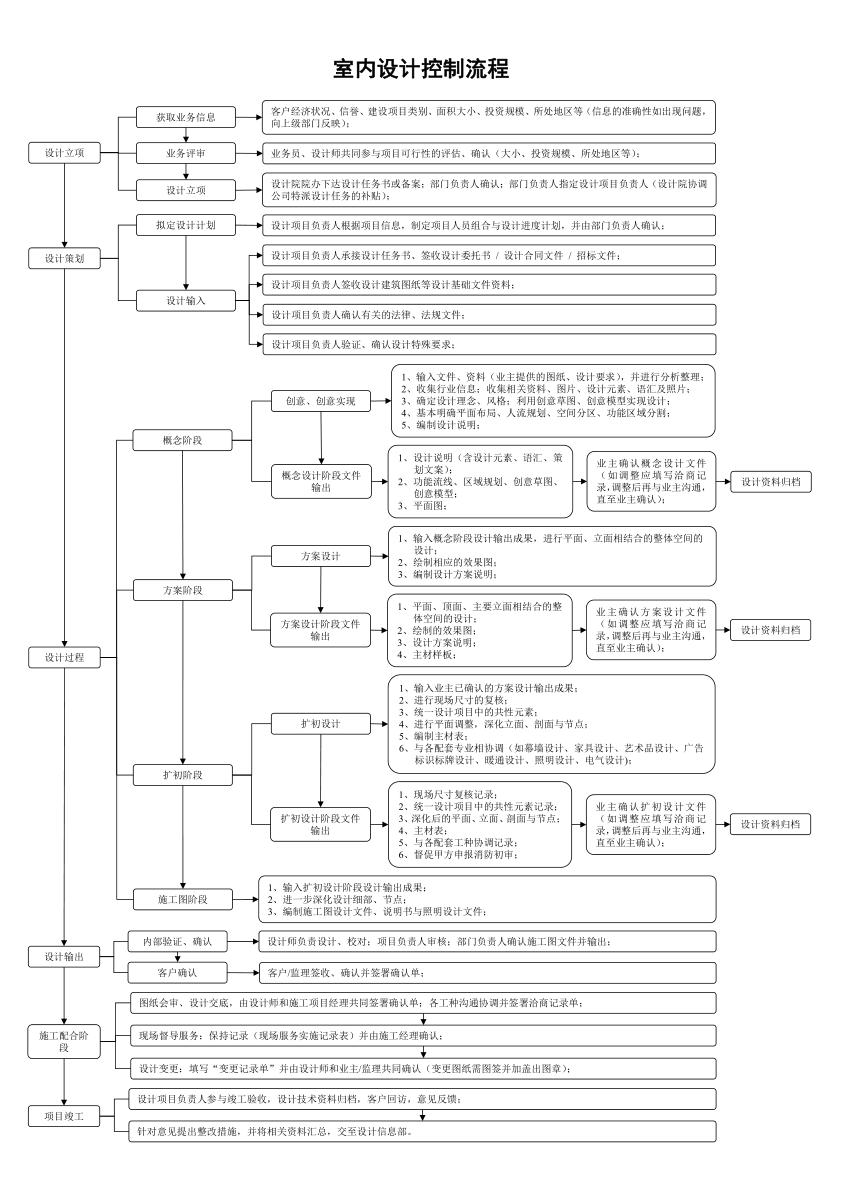 室内设计控制流程
获取业务信息
客户经济状况、信誉、建设项目类别、面积大小、投资规模、所处地区等（信息的准确性如出现问题，
向上级部门反映）；
设计立项
业务评审
业务员、设计师共同参与项目可行性的评估、确认（大小、投资规模、所处地区等）；
设计立项
设计院院办下达设计任务书或备案；部门负责人确认；部门负责人指定设计项目负责人（设计院协调
公司特派设计任务的补贴）；
拟定设计计划
设计项目负责人根据项目信息，制定项目人员组合与设计进度计划，并由部门负责人确认；
设计策划
设计项目负责人承接设计任务书、签收设计委托书 / 设计合同文件 / 招标文件；
设计项目负责人签收设计建筑图纸等设计基础文件资料；
设计输入
设计项目负责人确认有关的法律、法规文件；
设计项目负责人验证、确认设计特殊要求；
创意、创意实现
1、输入文件、资料（业主提供的图纸、设计要求），并进行分析整理；
2、收集行业信息；收集相关资料、图片、设计元素、语汇及照片；
3、确定设计理念、风格；利用创意草图、创意模型实现设计；
4、基本明确平面布局、人流规划、空间分区、功能区域分割；
5、编制设计说明；
概念阶段
概念设计阶段文件
输出
1、设计说明（含设计元素、语汇、策
划文案）；
2、功能流线、区域规划、创意草图、
创意模型；
3、平面图；
业主确认概念设计文件
（如调整应填写洽商记
录，调整后再与业主沟通，
直至业主确认）；
设计资料归档
方案设计
1、输入概念阶段设计输出成果，进行平面、立面相结合的整体空间的
设计；
2、绘制相应的效果图；
3、编制设计方案说明；
方案阶段
方案设计阶段文件
输出
1、平面、顶面、主要立面相结合的整
体空间的设计；
2、绘制的效果图；
3、设计方案说明；
4、主材样板；
业主确认方案设计文件
（如调整应填写洽商记
录，调整后再与业主沟通，
直至业主确认）；
设计资料归档
设计过程
扩初设计
1、输入业主已确认的方案设计输出成果；
2、进行现场尺寸的复核；
3、统一设计项目中的共性元素；
4、进行平面调整，深化立面、剖面与节点；
5、编制主材表；
6、与各配套专业相协调（如幕墙设计、家具设计、艺术品设计、广告
标识标牌设计、暖通设计、照明设计、电气设计）；
扩初阶段
扩初设计阶段文件
输出
1、现场尺寸复核记录；
2、统一设计项目中的共性元素记录；
3、深化后的平面、立面、剖面与节点；
4、主材表；
5、与各配套工种协调记录；
6、督促甲方申报消防初审；
业主确认扩初设计文件
（如调整应填写洽商记
录，调整后再与业主沟通，
直至业主确认）；
设计资料归档
施工图阶段
1、输入扩初设计阶段设计输出成果；
2、进一步深化设计细部、节点；
3、编制施工图设计文件、说明书与照明设计文件；
内部验证、确认
设计师负责设计、校对；项目负责人审核；部门负责人确认施工图文件并输出；
设计输出
客户确认
客户/监理签收、确认并签署确认单；
图纸会审、设计交底，由设计师和施工项目经理共同签署确认单；各工种沟通协调并签署洽商记录单；
施工配合阶
段
现场督导服务：保持记录（现场服务实施记录表）并由施工经理确认；
设计变更：填写“变更记录单”并由设计师和业主/监理共同确认（变更图纸需图签并加盖出图章）；
设计项目负责人参与竣工验收，设计技术资料归档，客户回访，意见反馈；
项目竣工
针对意见提出整改措施，并将相关资料汇总，交至设计信息部。